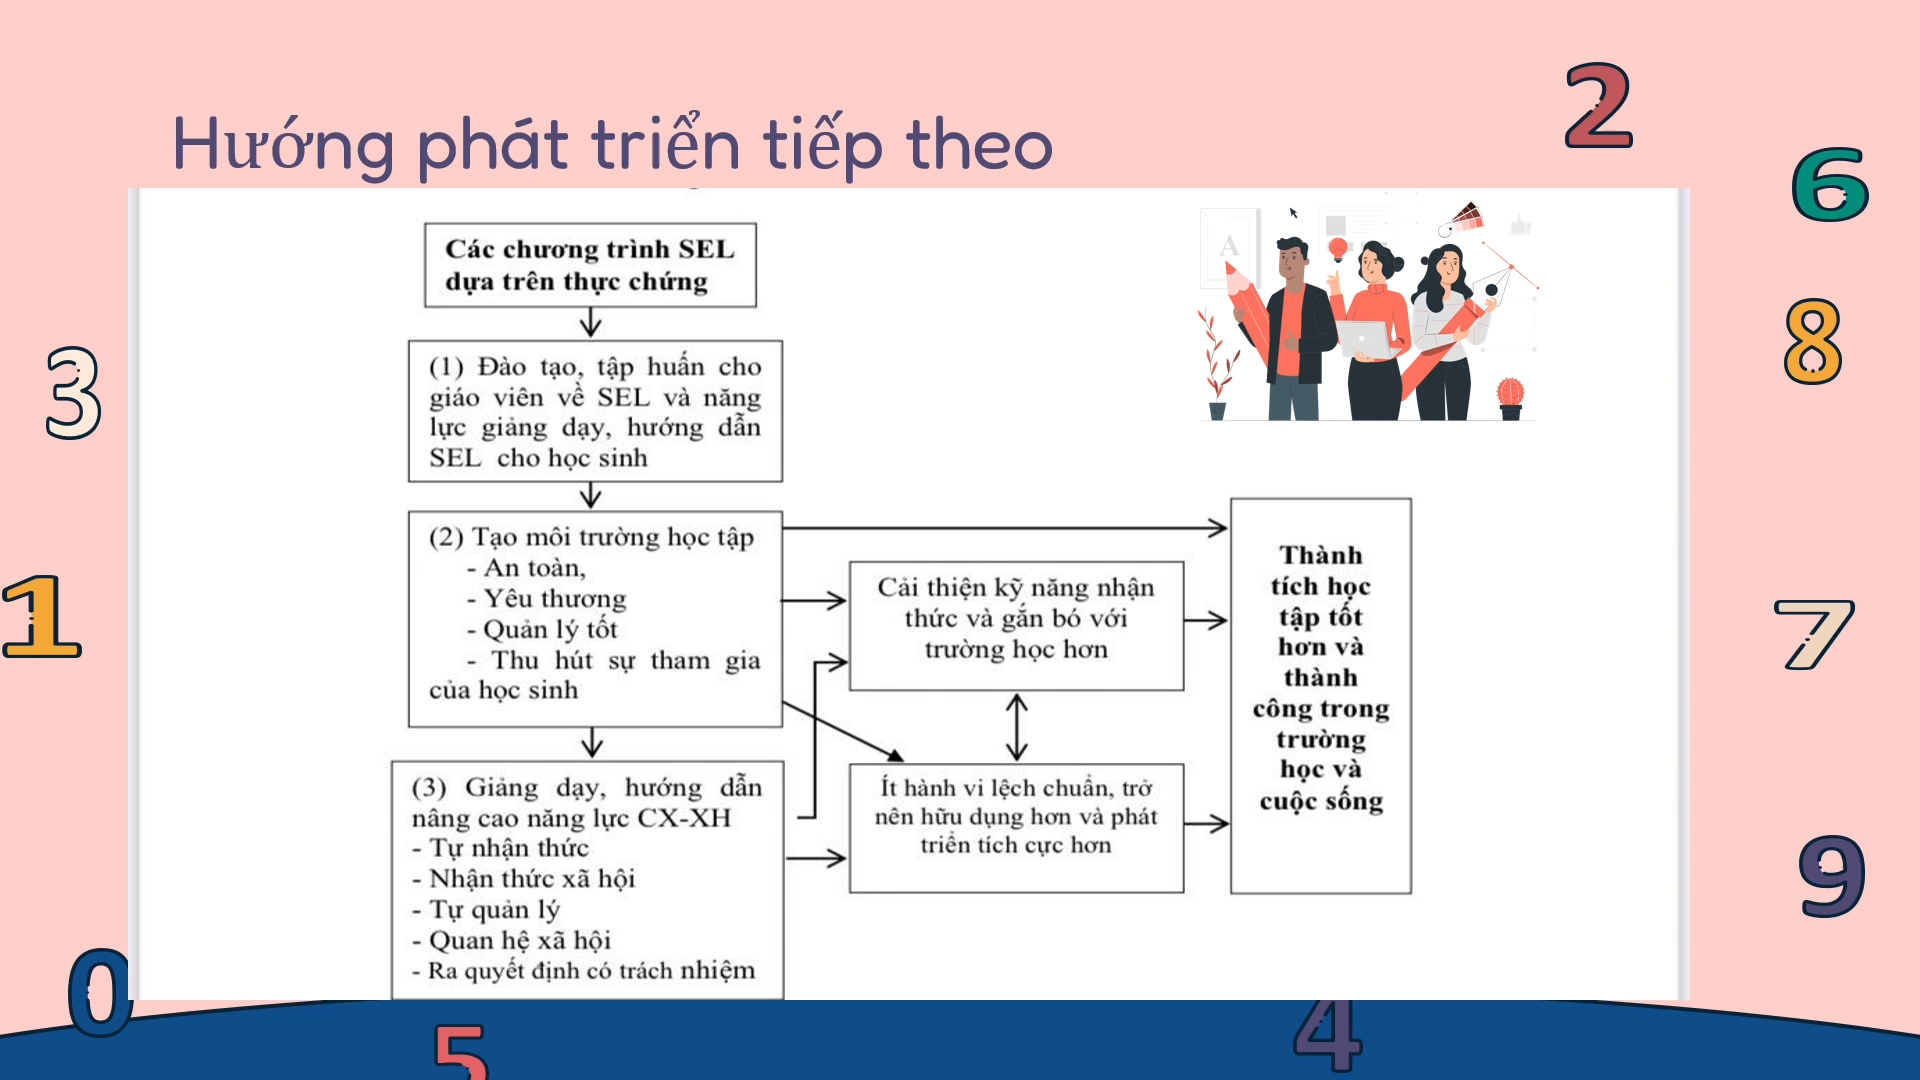 Hướng phát triển tiếp theo
Các chương trình SEL
dựa trên thực chứng
(1) Đào tạo, tập huấn cho
giáo viên về SEL và năng
lực giảng dạy, hướng dẫn
SEL cho học sinh
(2) Tạo môi trường học tập
- An toàn,
- Yêu thương
- Quản lý tốt
- Thu hút sự tham gia
của học sinh
(3) Giảng dạy, hướng dẫn
nâng cao năng lực CX-XH
- Tự nhận thức
- Nhận thức xã hội
- Tự quản lý
- Quan hệ xã hội
- Ra quyết định có trách nhiệm
Cải thiện kỹ năng nhận
thức và gắn bó với
trường học hơn
Ít hành vi lệch chuẩn, trở
nên hữu dụng hơn và phát
triển tích cực hơn
Thành
tích học
tập tốt
hơn và
thành
công trong
trường
học và
cuộc sống
A
2
6
8
3
1
7
9
0
5
4